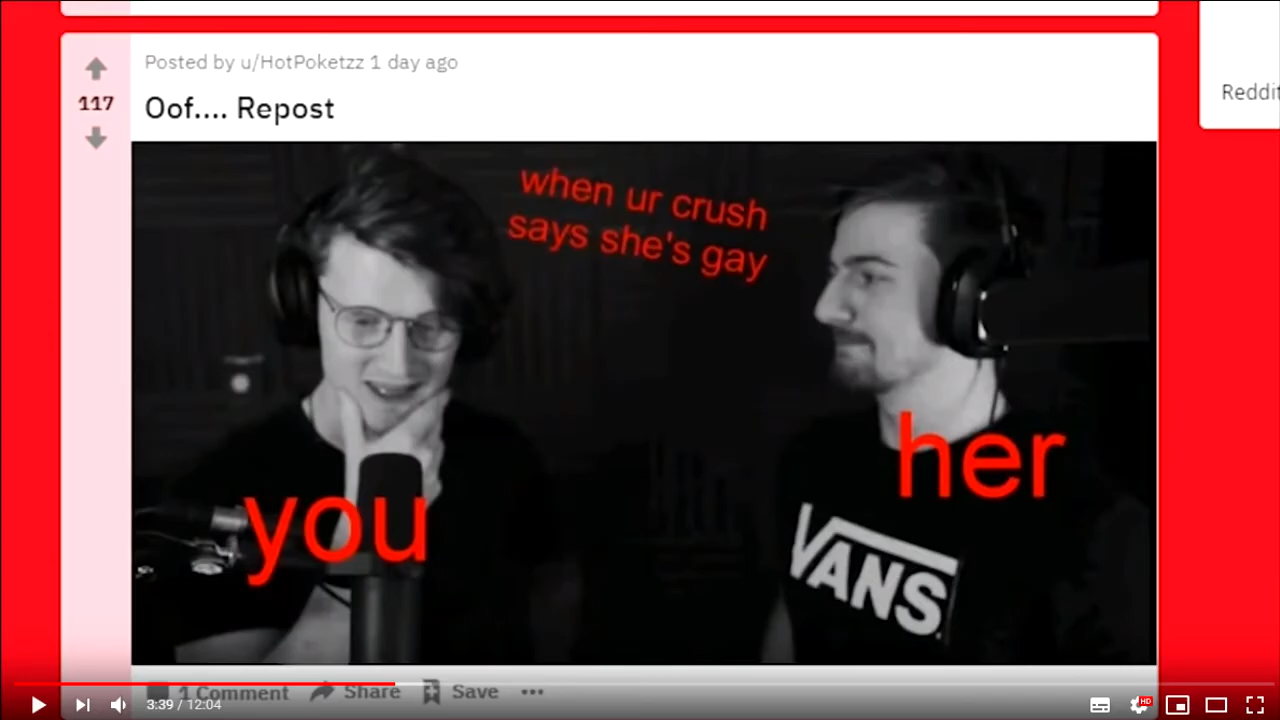 Posted by u/HotPoketzz 1 day ago
117
Oof.... Repost
Reddit
when ur crush
says she's gay
her
you
VANS
1 Comment Share Save
3:39 / 12:04
HD